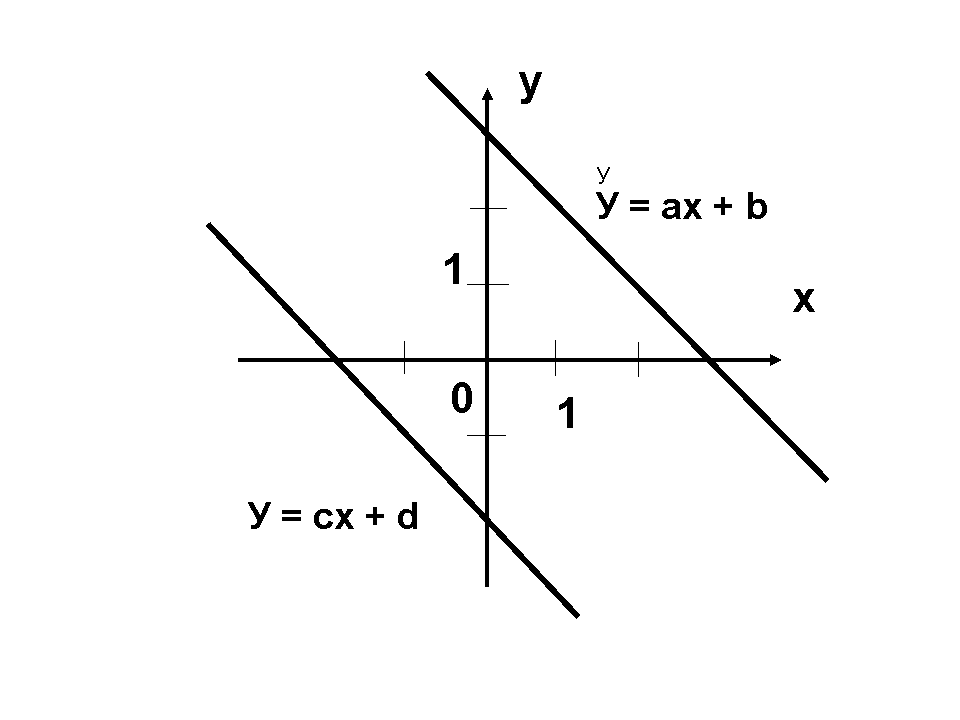 y
У
У = ax + b
1
x
0
1
У = cx + d